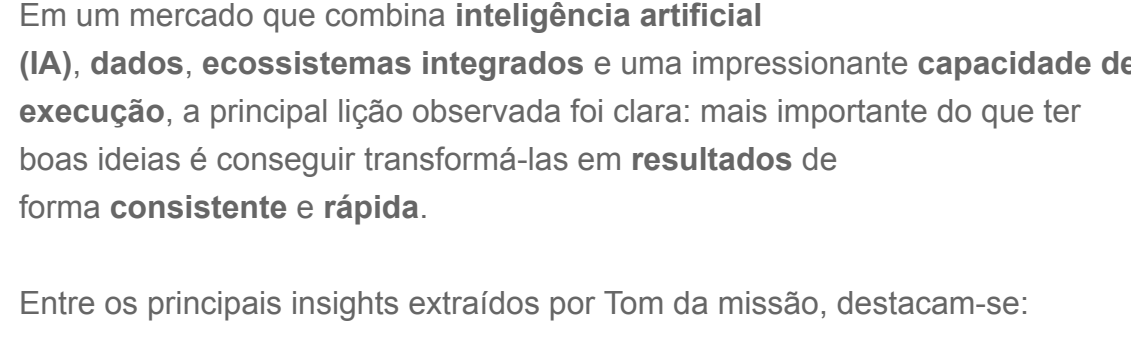 Em um mercado que combina inteligência artificial
(IA), dados, ecossistemas integrados e uma impressionante capacidade de
execução, a principal lição observada foi clara: mais importante do que ter
boas ideias é conseguir transformá-las em resultados de
forma consistente e rápida.
Entre os principais insights extraídos por Tom da missão, destacam-se: